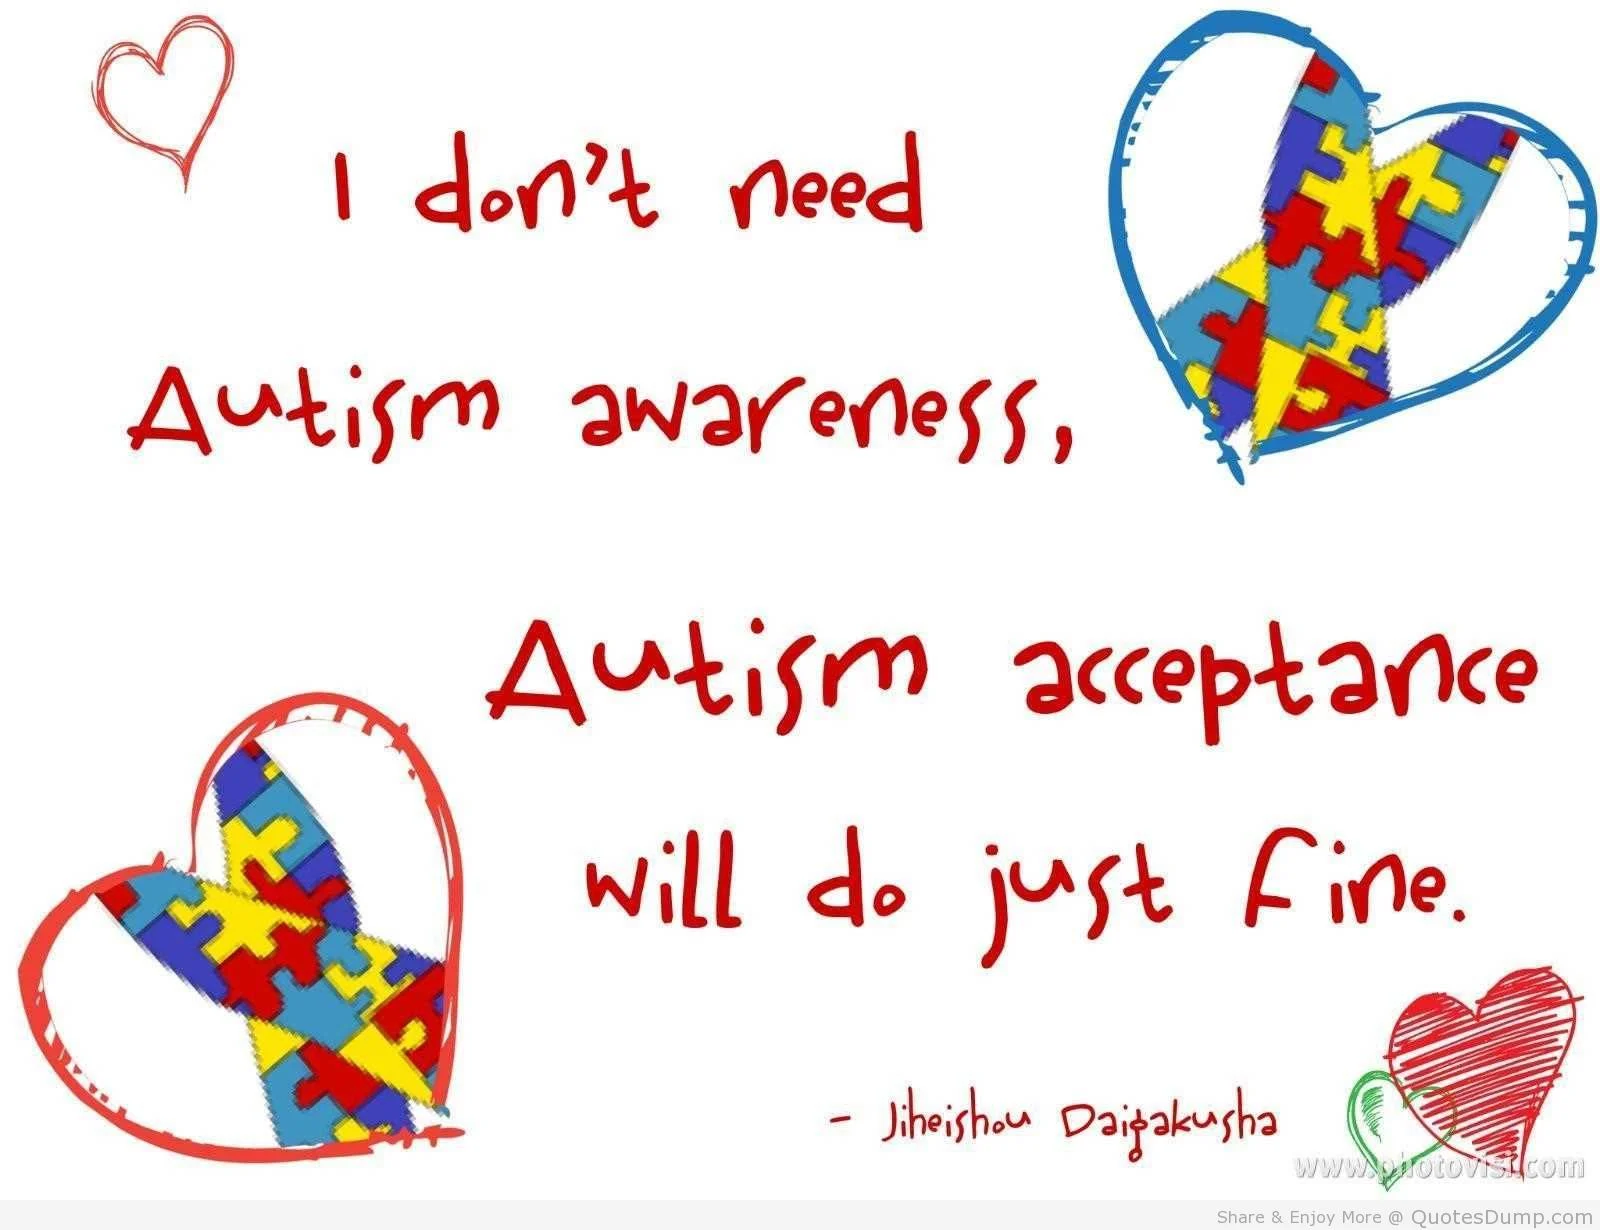 I don't need
Autism awareness,
Autism acceptance
will do just fine.
- Jiheishou Daigakusha
www.photovisi.com
Share & Enjoy More @ QuotesDump.com